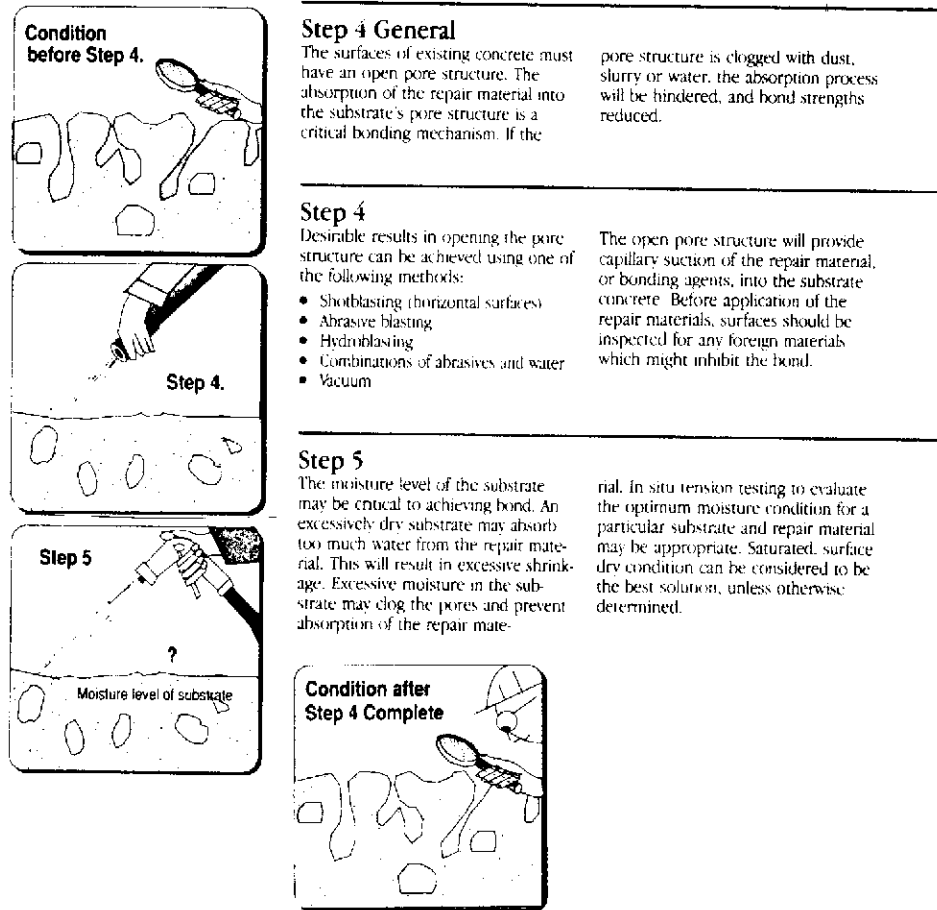 Condition
before Step 4.
Step 4 General
The surfaces of existing concrete must
have an open pore structure. The
absorption of the repair material into
the substrate's pore structure is a
critical bonding mechanism. If the
pore structure is clogged with dust,
slurry or water, the absorption process
will be hindered, and bond strengths
reduced.
Step 4.
Step 4
Desirable results in opening the pore
structure can be achieved using one of
the following methods:
• Shotblasting (horizontal surfaces)
• Abrasive blasting
• Hydroblasting
• Combinations of abrasives and water
• Vacuum
The open pore structure will provide
capillary suction of the repair material,
or bonding agents, into the substrate
concrete. Before application of the
repair materials, surfaces should be
inspected for any foreign materials
which might inhibit the bond.
Step 5
?
Moisture level of substrate
Step 5
The moisture level of the substrate
may be critical to achieving bond. An
excessively dry substrate may absorb
too much water from the repair mate-
rial. This will result in excessive shrink-
age. Excessive moisture in the sub-
strate may clog the pores and prevent
absorption of the repair mate-
rial. In situ tension testing to evaluate
the optimum moisture condition for a
particular substrate and repair material
may be appropriate. Saturated, surface
dry condition can be considered to be
the best solution, unless otherwise
determined.
Condition after
Step 4 Complete